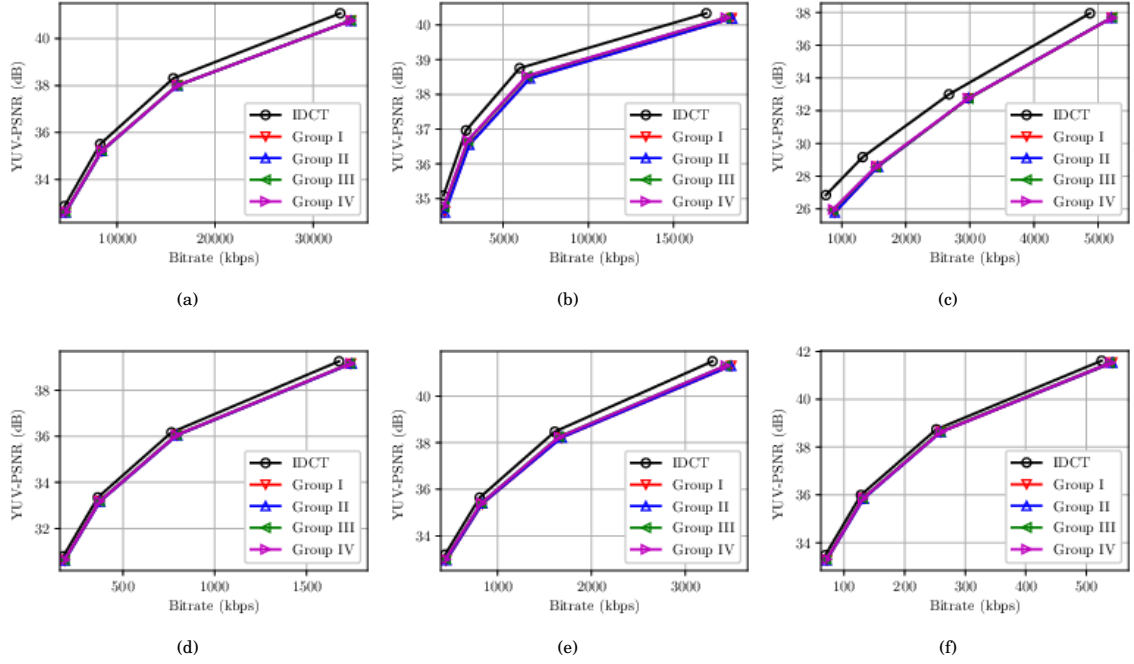 YUV-PSNR (dB)
40
38
36
34
10000 20000 30000
Bitrate (kbps)
IDCT
Group I
Group II
Group III
Group IV
(a)
YUV-PSNR (dB)
40
39
38
37
36
35
5000 10000 15000
Bitrate (kbps)
IDCT
Group I
Group II
Group III
Group IV
(b)
YUV-PSNR (dB)
38
36
34
32
30
28
26
1000 2000 3000 4000 5000
Bitrate (kbps)
IDCT
Group I
Group II
Group III
Group IV
(c)
YUV-PSNR (dB)
38
36
34
32
500 1000 1500
Bitrate (kbps)
IDCT
Group I
Group II
Group III
Group IV
(d)
YUV-PSNR (dB)
40
38
36
34
1000 2000 3000
Bitrate (kbps)
IDCT
Group I
Group II
Group III
Group IV
(e)
YUV-PSNR (dB)
42
40
38
36
34
100 200 300 400 500
Bitrate (kbps)
IDCT
Group I
Group II
Group III
Group IV
(f)